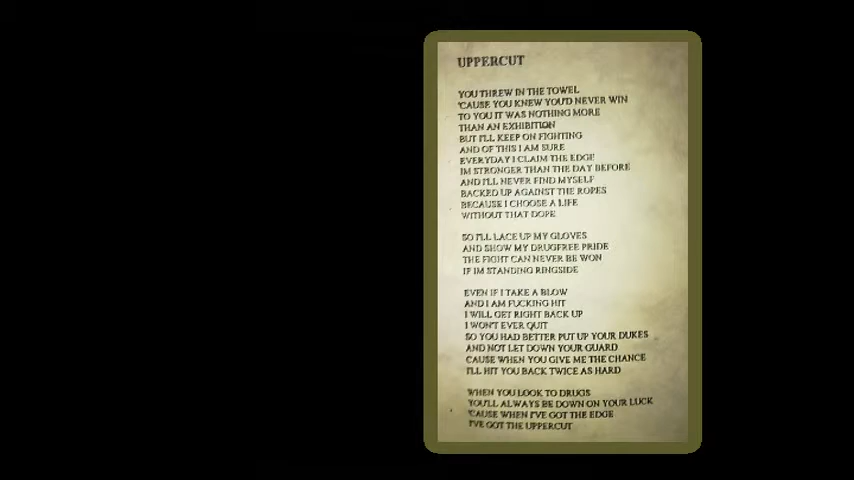 UPPERCUT
YOU THREW IN THE TOWEL
'CAUSE YOU KNEW YOU'D NEVER WIN
TO YOU IT WAS NOTHING MORE
THAN AN EXHIBITION
BUT I'LL KEEP ON FIGHTING
AND OF THIS I AM SURE
EVERYDAY I CLAIM THE EDGE
IM STRONGER THAN THE DAY BEFORE
AND I'LL NEVER FIND MYSELF
BACKED UP AGAINST THE ROPES
BECAUSE I CHOOSE A LIFE
WITHOUT THAT DOPE
SO I'LL LACE UP MY GLOVES
AND SHOW MY DRUGFREE PRIDE
THE FIGHT CAN NEVER BE WON
IF IM STANDING RINGSIDE
EVEN IF I TAKE A BLOW
AND I AM FUCKING HIT
I WILL GET RIGHT BACK UP
I WON'T EVER QUIT
SO YOU HAD BETTER PUT UP YOUR DUKES
AND NOT LET DOWN YOUR GUARD
CAUSE WHEN YOU GIVE ME THE CHANCE
I'LL HIT YOU BACK TWICE AS HARD
WHEN YOU LOOK TO DRUGS
YOU'LL ALWAYS BE DOWN ON YOUR LUCK
'CAUSE WHEN I'VE GOT THE EDGE
I'VE GOT THE UPPERCUT